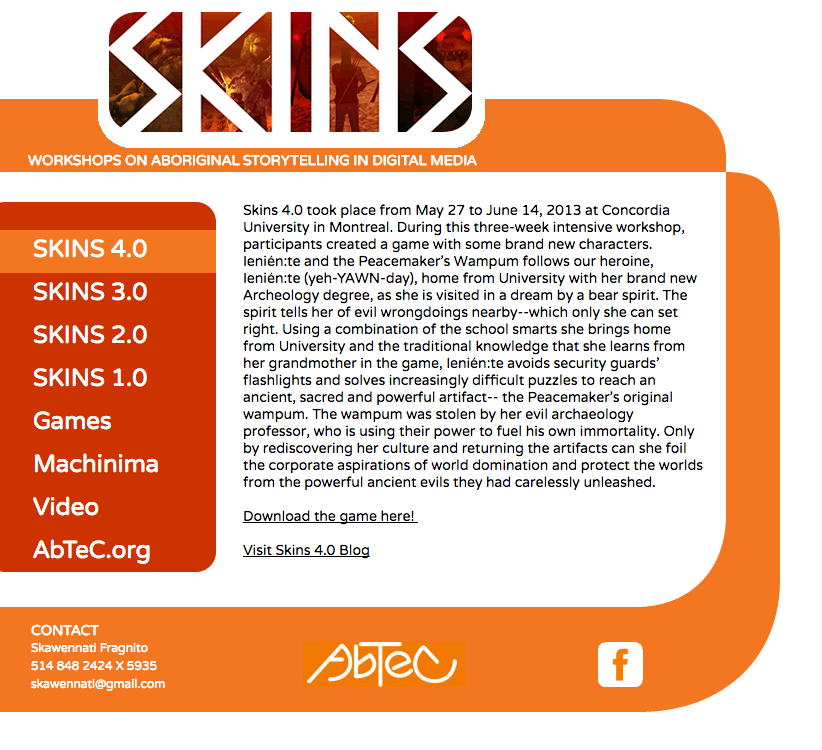 SKINS
WORKSHOPS ON ABORIGINAL STORYTELLING IN DIGITAL MEDIA
SKINS 4.0
SKINS 3.0
SKINS 2.0
SKINS 1.0
Games
Machinima
Video
AbTeC.org
Skins 4.0 took place from May 27 to June 14, 2013 at Concordia
University in Montreal. During this three-week intensive workshop,
participants created a game with some brand new characters.
Ienién:te and the Peacemaker’s Wampum follows our heroine,
Ienién:te (yeh-YAWN-day), home from University with her brand new
Archeology degree, as she is visited in a dream by a bear spirit. The
spirit tells her of evil wrongdoings nearby--which only she can set
right. Using a combination of the school smarts she brings home
from University and the traditional knowledge that she learns from
her grandmother in the game, Ienién:te avoids security guards’
flashlights and solves increasingly difficult puzzles to reach an
ancient, sacred and powerful artifact-- the Peacemaker’s original
wampum. The wampum was stolen by her evil archaeology
professor, who is using their power to fuel his own immortality. Only
by rediscovering her culture and returning the artifacts can she foil
the corporate aspirations of world domination and protect the worlds
from the powerful ancient evils they had carelessly unleashed.
Download the game here!
Visit Skins 4.0 Blog
CONTACT
Skawennati Fragnito
514 848 2424 X 5935
skawennati@gmail.com
AbTeC
f